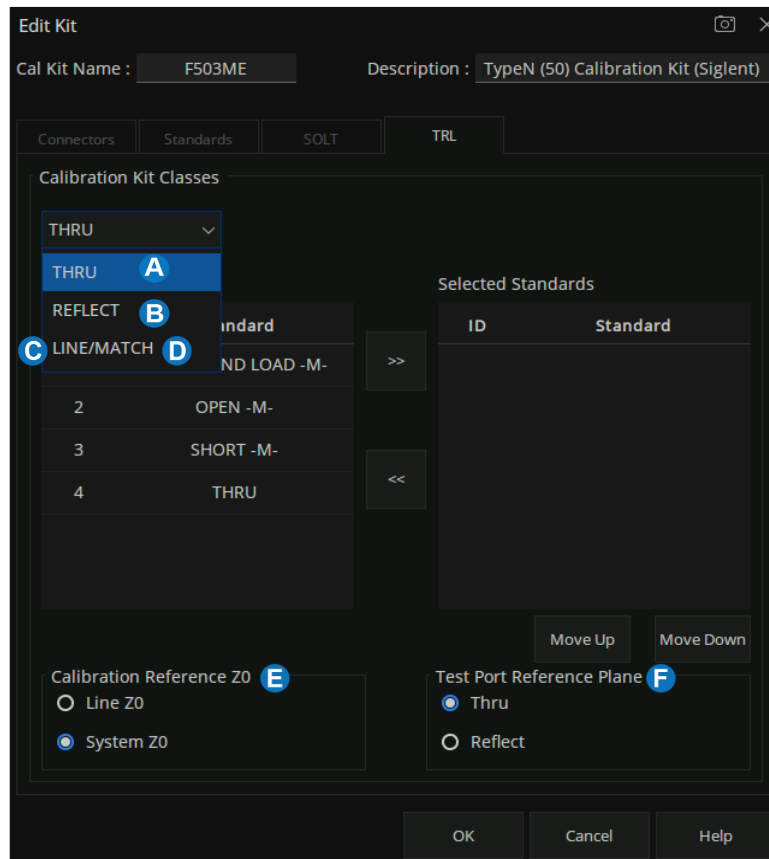 Edit Kit
Cal Kit Name : F503ME Description : TypeN (50) Calibration Kit (Siglent)
Connectors Standards SOLT TRL
Calibration Kit Classes
THRU
THRU A
REFLECT B
C LINE/MATCH D
Selected Standards
ndard ID Standard
ND LOAD -M- >>
2 OPEN -M-
3 SHORT -M-
4 THRU <<
Move Up Move Down
Calibration Reference Z0 E Test Port Reference Plane F
Line Z0 Thru
System Z0 Reflect
OK Cancel Help